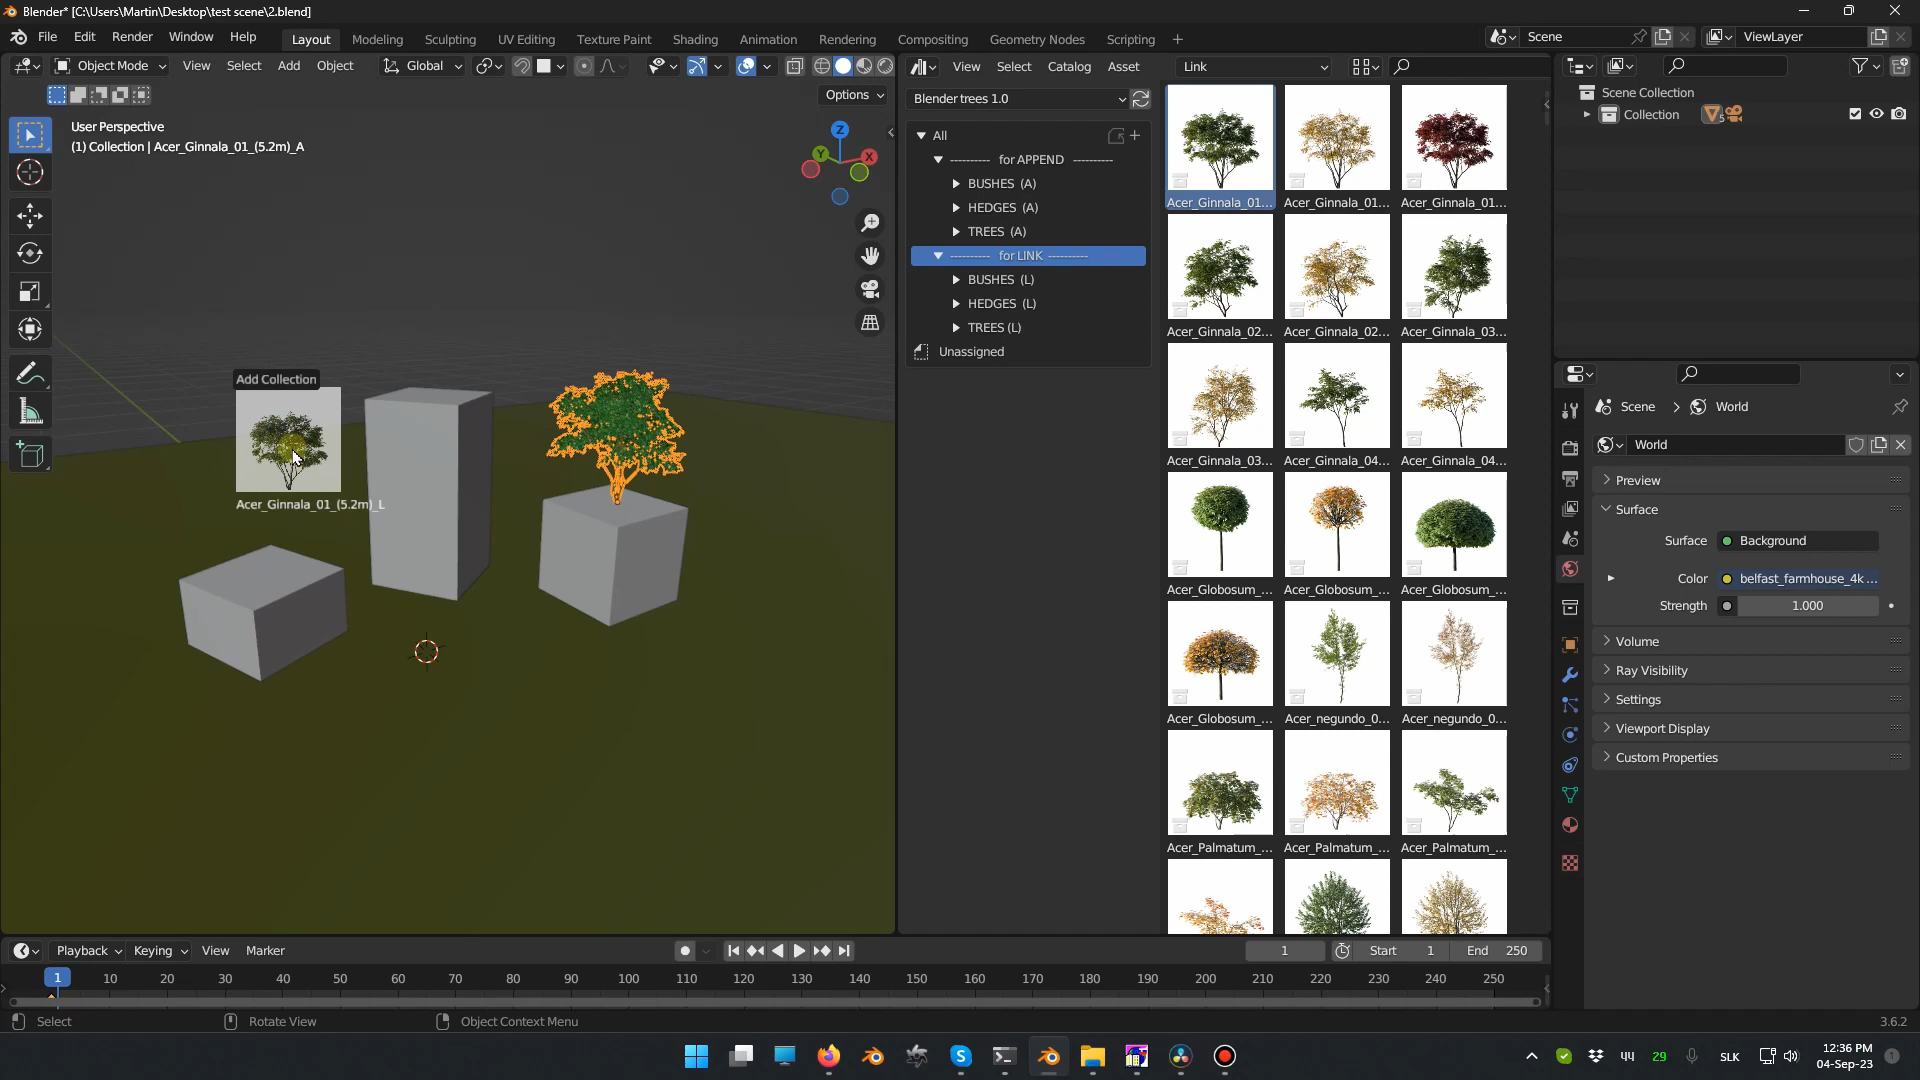 Blender* [C:\Users\Martin\Desktop\test scene\2.blend]
File Edit Render Window Help
Layout Modeling Sculpting UV Editing Texture Paint Shading Animation Rendering Compositing Geometry Nodes Scripting +
Scene
ViewLayer
Object Mode View Select Add Object Global
Options
User Perspective
(1) Collection | Acer_Ginnala_01_(5.2m)_A
Z
Y
X
Add Collection
Acer_Ginnala_01_(5.2m)_L
View Select Catalog Asset Link
Blender trees 1.0
All
---------- for APPEND ----------
BUSHES (A)
HEDGES (A)
TREES (A)
---------- for LINK ----------
BUSHES (L)
HEDGES (L)
TREES (L)
Unassigned
Acer_Ginnala_01... Acer_Ginnala_01... Acer_Ginnala_01...
Acer_Ginnala_02... Acer_Ginnala_02... Acer_Ginnala_03...
Acer_Ginnala_03... Acer_Ginnala_04... Acer_Ginnala_04...
Acer_Globosum_... Acer_Globosum_... Acer_Globosum_...
Acer_Globosum_... Acer_negundo_0... Acer_negundo_0...
Acer_Palmatum_... Acer_Palmatum_... Acer_Palmatum_...
Scene Collection
Collection 5
Scene > World
World
Preview
Surface
Surface Background
Color belfast_farmhouse_4k ...
Strength 1.000
Volume
Ray Visibility
Settings
Viewport Display
Custom Properties
Playback Keying View Marker
1 Start 1 End 250
1 10 20 30 40 50 60 70 80 90 100 110 120 130 140 150 160 170 180 190 200 210 220 230 240 250
Select Rotate View Object Context Menu
3.6.2
29 SLK
12:36 PM
04-Sep-23